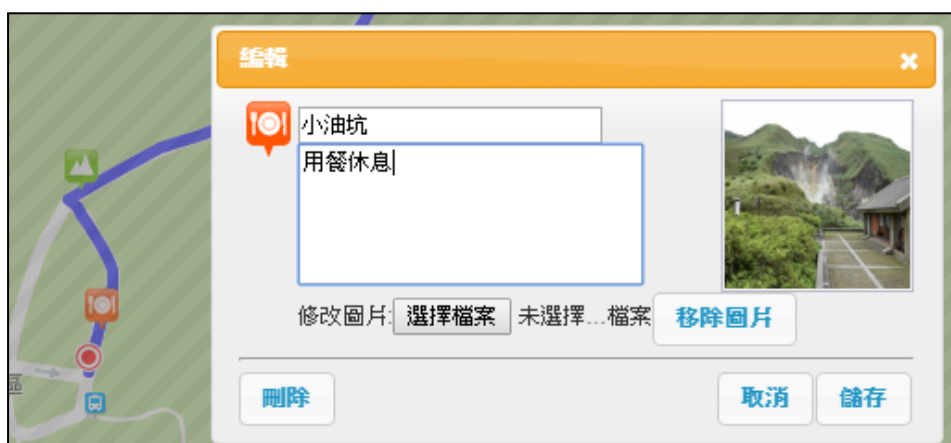 編輯
小油坑
用餐休息
修改圖片: 選擇檔案 未選擇...檔案 移除圖片
區
刪除 取消 儲存